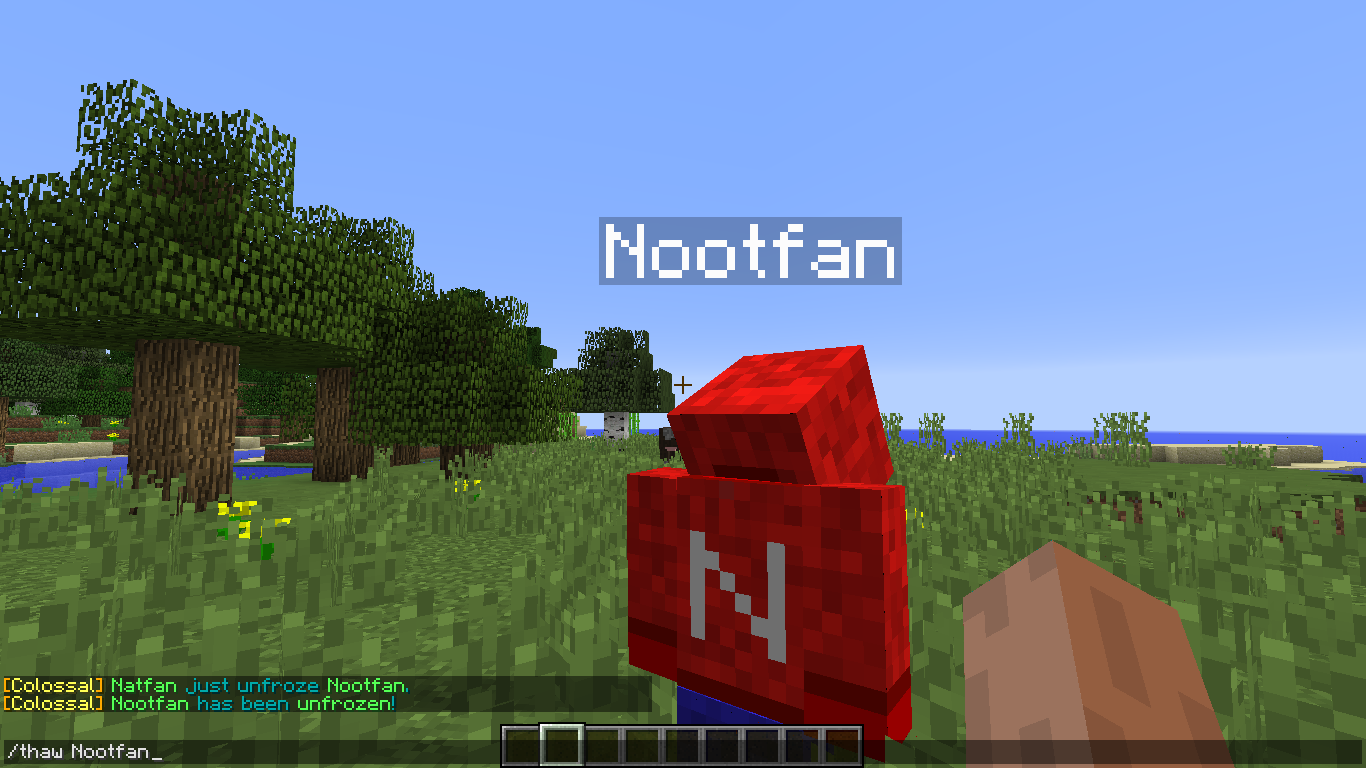 Nootfan
N
[Colossal] Natfan just unfroze Nootfan.
[Colossal] Nootfan has been unfrozen!
/thaw Nootfan_